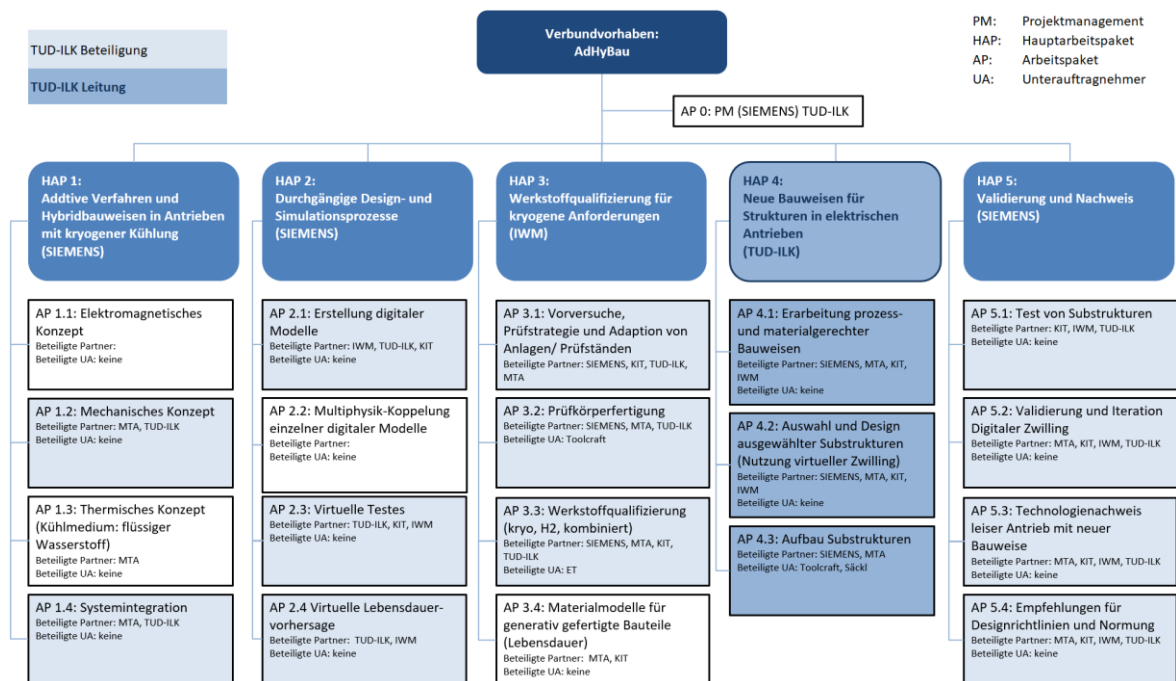 Verbundvorhaben:
AdHyBau
TUD-ILK Beteiligung
TUD-ILK Leitung
PM: Projektmanagement
HAP: Hauptarbeitspaket
AP: Arbeitspaket
UA: Unterauftragnehmer
AP 0: PM (SIEMENS) TUD-ILK
HAP 1:
Addtive Verfahren und
Hybridbauweisen in Antrieben
mit kryogener Kühlung
(SIEMENS)
AP 1.1: Elektromagnetisches
Konzept
Beteiligte Partner:
Beteiligte UA: keine
AP 1.2: Mechanisches Konzept
Beteiligte Partner: MTA, TUD-ILK
Beteiligte UA: keine
AP 1.3: Thermisches Konzept
(Kühlmedium: flüssiger
Wasserstoff)
Beteiligte Partner: MTA
Beteiligte UA: keine
AP 1.4: Systemintegration
Beteiligte Partner: MTA, TUD-ILK
Beteiligte UA: keine
HAP 2:
Durchgängige Design- und
Simulationsprozesse
(SIEMENS)
AP 2.1: Erstellung digitaler
Modelle
Beteiligte Partner: IWM, TUD-ILK, KIT
Beteiligte UA: keine
AP 2.2: Multiphysik-Koppelung
einzelner digitaler Modelle
Beteiligte Partner:
Beteiligte UA: keine
AP 2.3: Virtuelle Testes
Beteiligte Partner: TUD-ILK, KIT, IWM
Beteiligte UA: keine
AP 2.4 Virtuelle Lebensdauer-
vorhersage
Beteiligte Partner: TUD-ILK, IWM
Beteiligte UA: keine
HAP 3:
Werkstoffqualifizierung für
kryogene Anforderungen
(IWM)
AP 3.1: Vorversuche,
Prüfstrategie und Adaption von
Anlagen/ Prüfständen
Beteiligte Partner: SIEMENS, KIT, TUD-ILK,
MTA
AP 3.2: Prüfkörperfertigung
Beteiligte Partner: SIEMENS, MTA, TUD-ILK
Beteiligte UA: Toolcraft
AP 3.3: Werkstoffqualifizierung
(kryo, H2, kombiniert)
Beteiligte Partner: SIEMENS, MTA, KIT,
TUD-ILK
Beteiligte UA: ET
AP 3.4: Materialmodelle für
generativ gefertigte Bauteile
(Lebensdauer)
Beteiligte Partner: MTA, KIT
Beteiligte UA: keine
HAP 4:
Neue Bauweisen für
Strukturen in elektrischen
Antrieben
(TUD-ILK)
AP 4.1: Erarbeitung prozess-
und materialgerechter
Bauweisen
Beteiligte Partner: SIEMENS, MTA, KIT,
IWM
Beteiligte UA: keine
AP 4.2: Auswahl und Design
ausgewählter Substrukturen
(Nutzung virtueller Zwilling)
Beteiligte Partner: SIEMENS, MTA, KIT,
IWM
Beteiligte UA: keine
AP 4.3: Aufbau Substrukturen
Beteiligte Partner: SIEMENS, MTA
Beteiligte UA: Toolcraft, Säckl
HAP 5:
Validierung und Nachweis
(SIEMENS)
AP 5.1: Test von Substrukturen
Beteiligte Partner: KIT, IWM, TUD-ILK
Beteiligte UA: keine
AP 5.2: Validierung und Iteration
Digitaler Zwilling
Beteiligte Partner: MTA, KIT, IWM, TUD-ILK
Beteiligte UA: keine
AP 5.3: Technologienachweis
leiser Antrieb mit neuer
Bauweise
Beteiligte Partner: MTA, KIT, IWM, TUD-ILK
Beteiligte UA: keine
AP 5.4: Empfehlungen für
Designrichtlinien und Normung
Beteiligte Partner: MTA, KIT, IWM, TUD-ILK
Beteiligte UA: keine